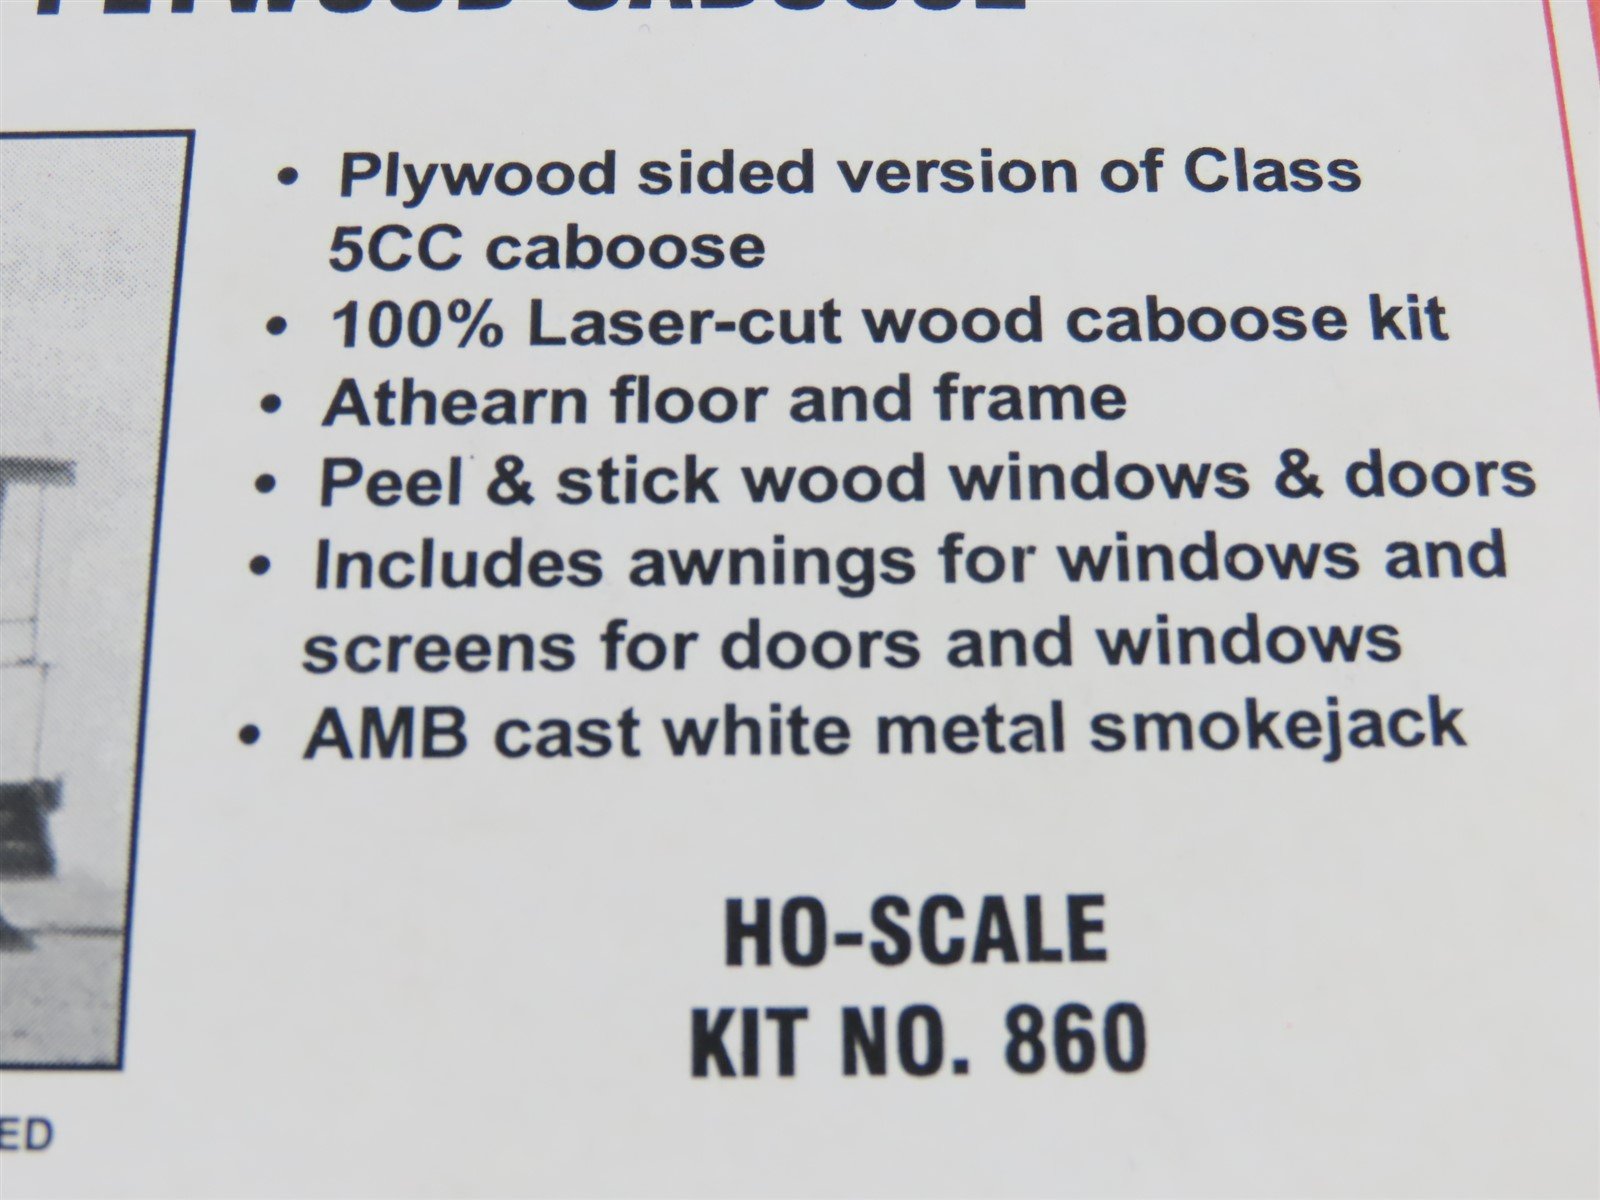 PLYWOOD CABOOSE
• Plywood sided version of Class
5CC caboose
• 100% Laser-cut wood caboose kit
• Athearn floor and frame
• Peel & stick wood windows & doors
• Includes awnings for windows and
screens for doors and windows
• AMB cast white metal smokejack
HO-SCALE
KIT NO. 860